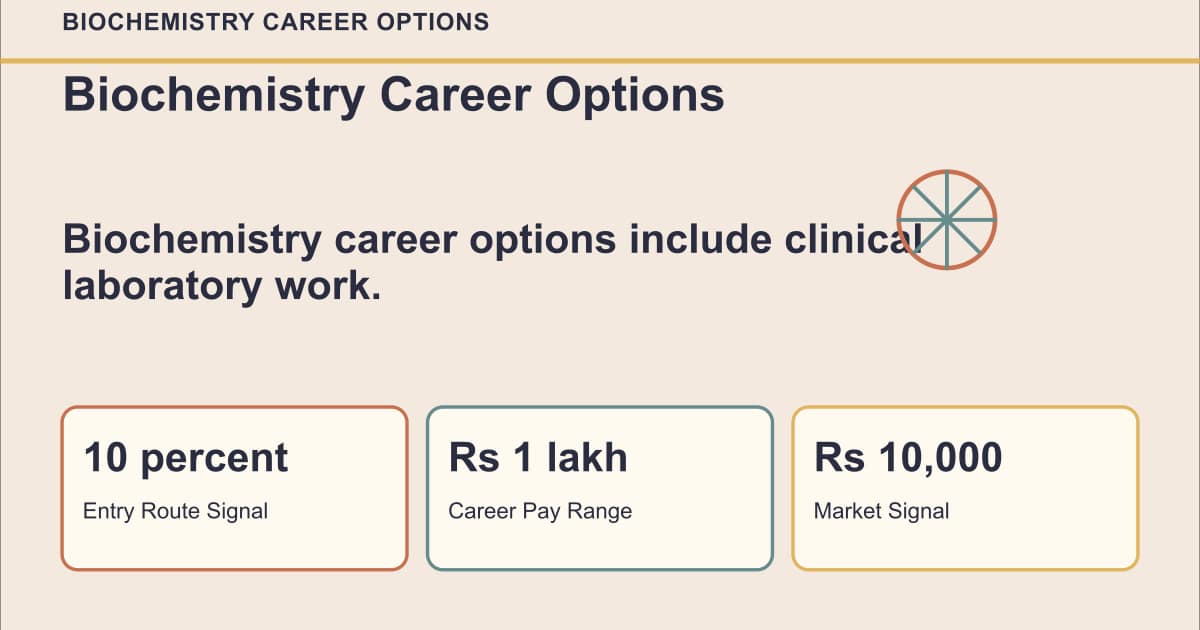 BIOCHEMISTRY CAREER OPTIONS
Biochemistry Career Options
Biochemistry career options include clinical
laboratory work.
10 percent
Entry Route Signal
Rs 1 lakh
Career Pay Range
Rs 10,000
Market Signal